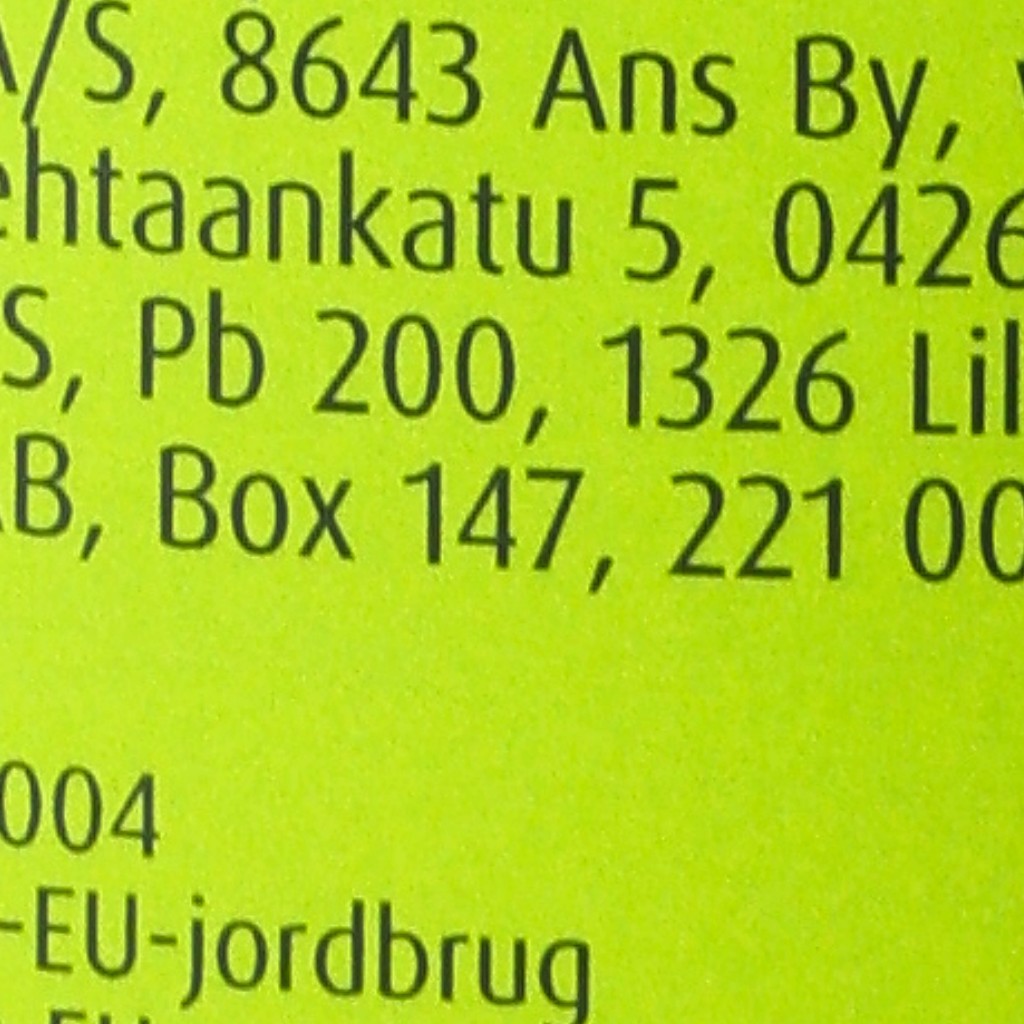 A/S, 8643 Ans By,
ehtaankatu 5, 0426
S, Pb 200, 1326 Lil
AB, Box 147, 221 00
004
-EU-jordbrug